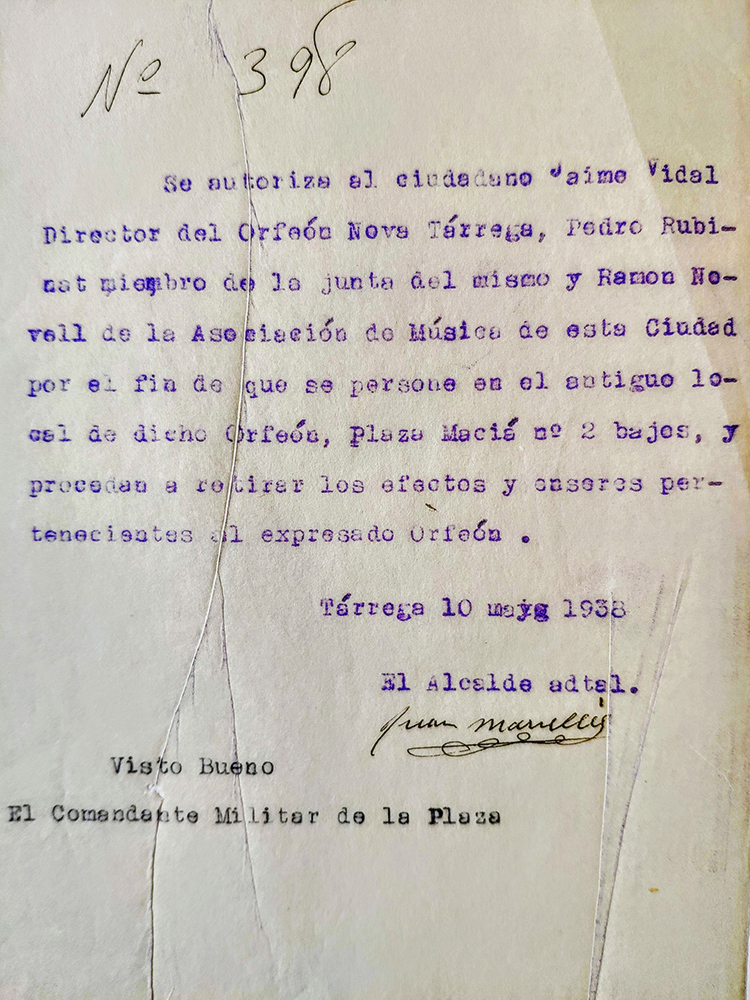 Nº 398
Se autoriza al ciudadano Jaime Vidal
Director del Orfeón Nova Tárrega, Pedro Rubi-
nat miembro de la junta del mismo y Ramon No-
vell de la Asociación de Música de esta Ciudad
por el fin de que se persone en el antiguo lo-
cal de dicho Orfeón, Plaza Maciá nº 2 bajos, y
procedan a retirar los efectos y enseres per-
tenecientes al expresado Orfeón .
Tárrega 10 mayo 1938
El Alcalde adtal.
Juan
Visto Bueno
El Comandante Militar de la Plaza